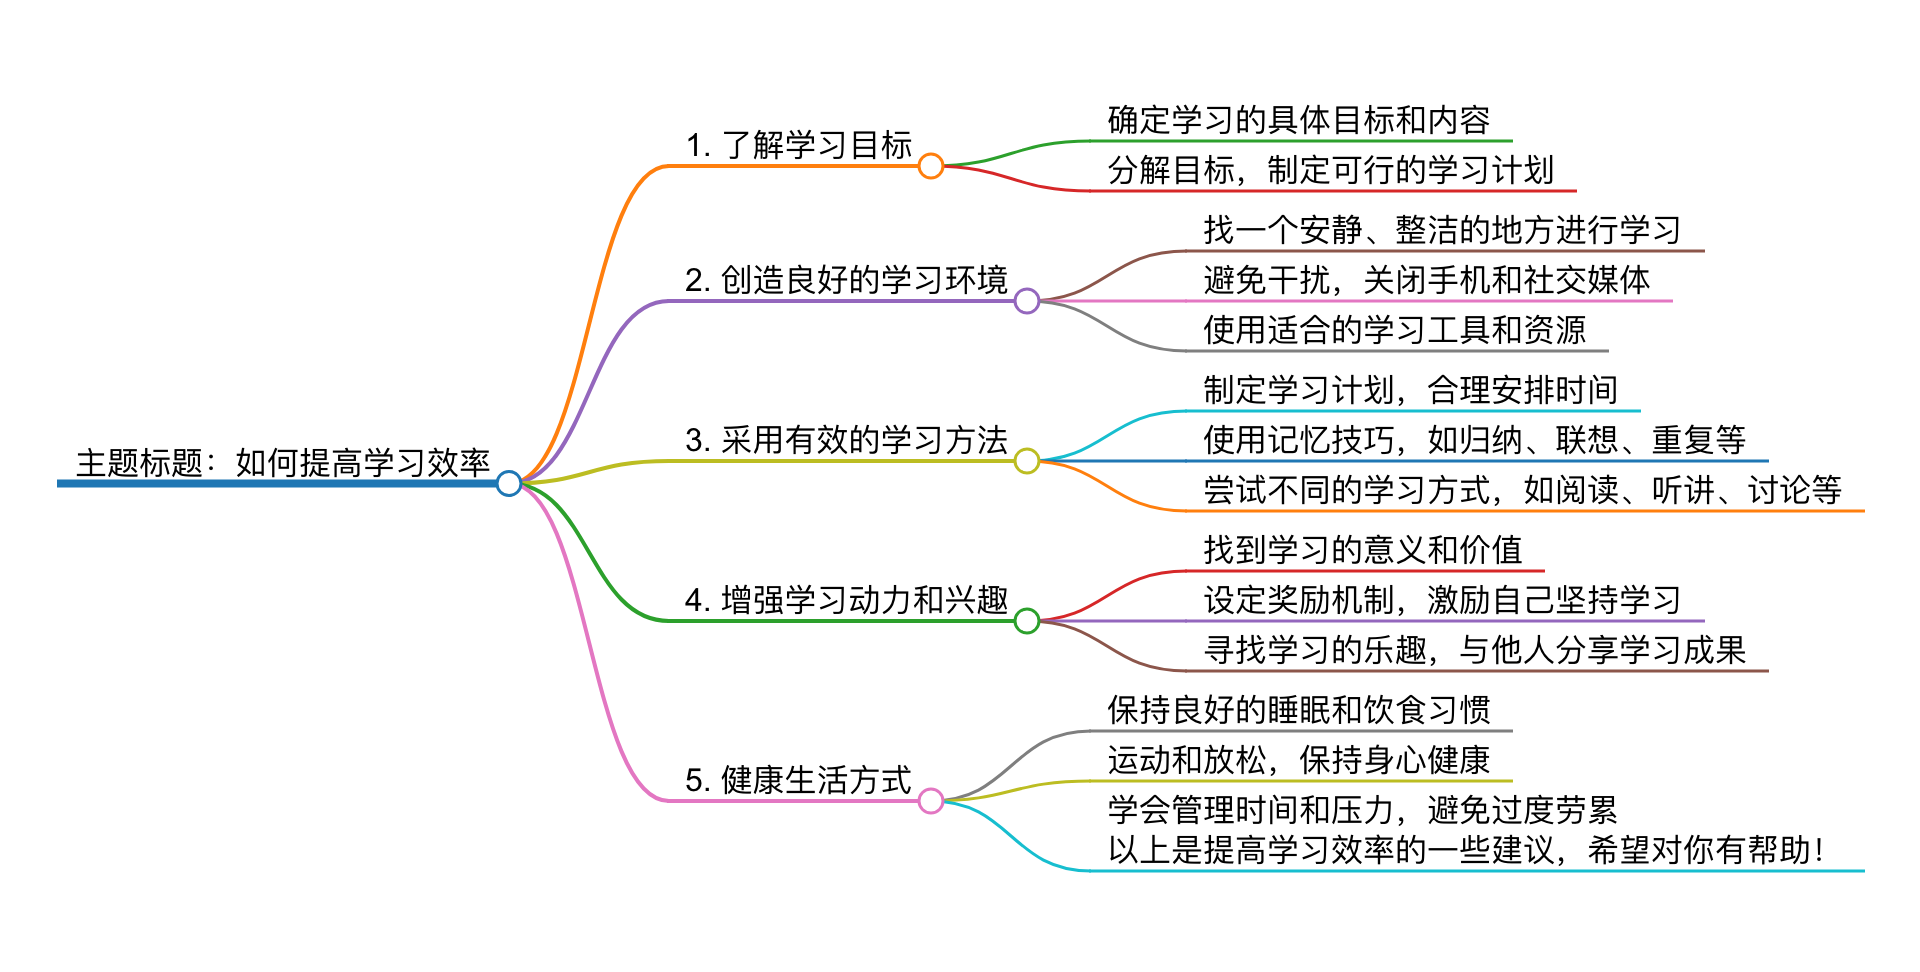 主题标题：如何提高学习效率
1. 了解学习目标
确定学习的具体目标和内容
分解目标，制定可行的学习计划
2. 创造良好的学习环境
找一个安静、整洁的地方进行学习
避免干扰，关闭手机和社交媒体
使用适合的学习工具和资源
3. 采用有效的学习方法
制定学习计划，合理安排时间
使用记忆技巧，如归纳、联想、重复等
尝试不同的学习方式，如阅读、听讲、讨论等
4. 增强学习动力和兴趣
找到学习的意义和价值
设定奖励机制，激励自己坚持学习
寻找学习的乐趣，与他人分享学习成果
5. 健康生活方式
保持良好的睡眠和饮食习惯
运动和放松，保持身心健康
学会管理时间和压力，避免过度劳累
以上是提高学习效率的一些建议，希望对你有帮助！